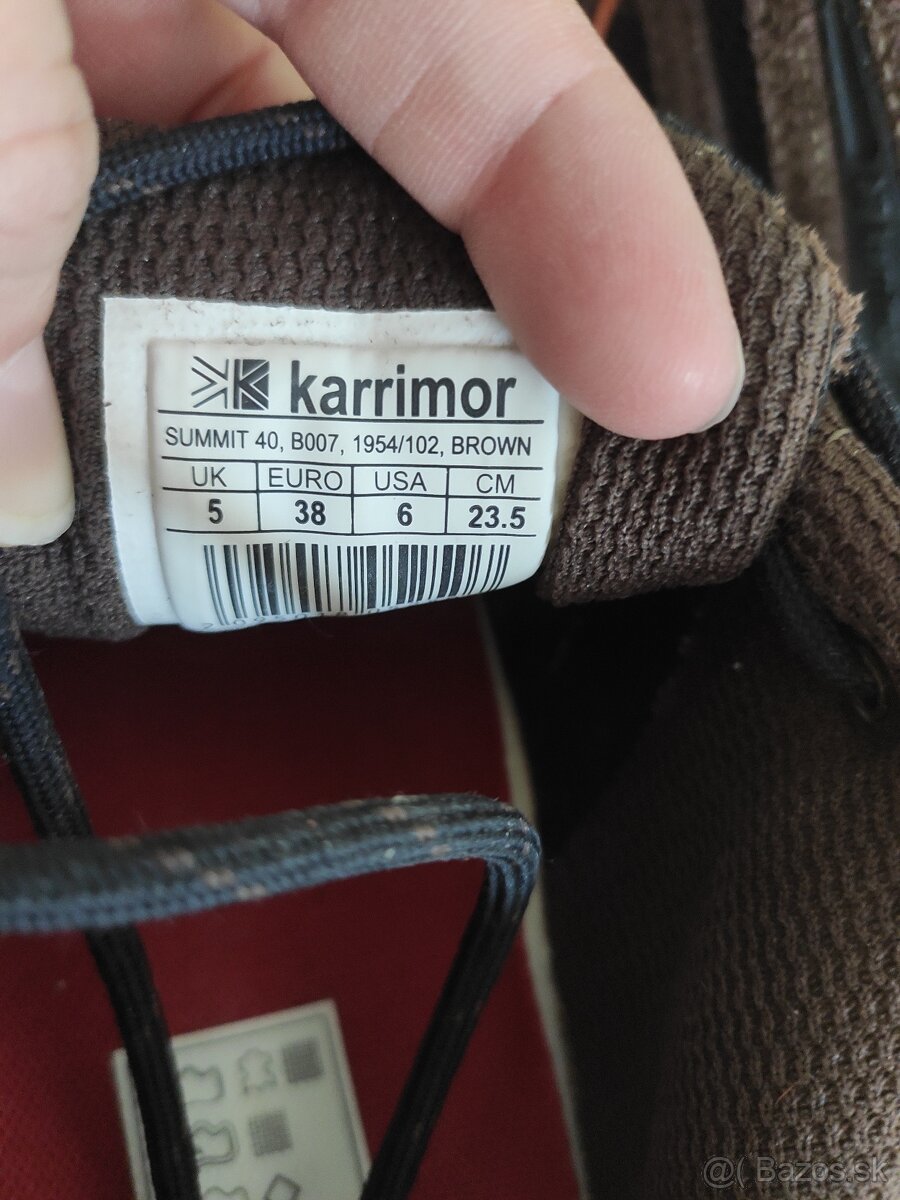 karrimor
SUMMIT 40, B007, 1954/102, BROWN
UK EURO USA CM
5 38 6 23.5
@( Bazos.sk